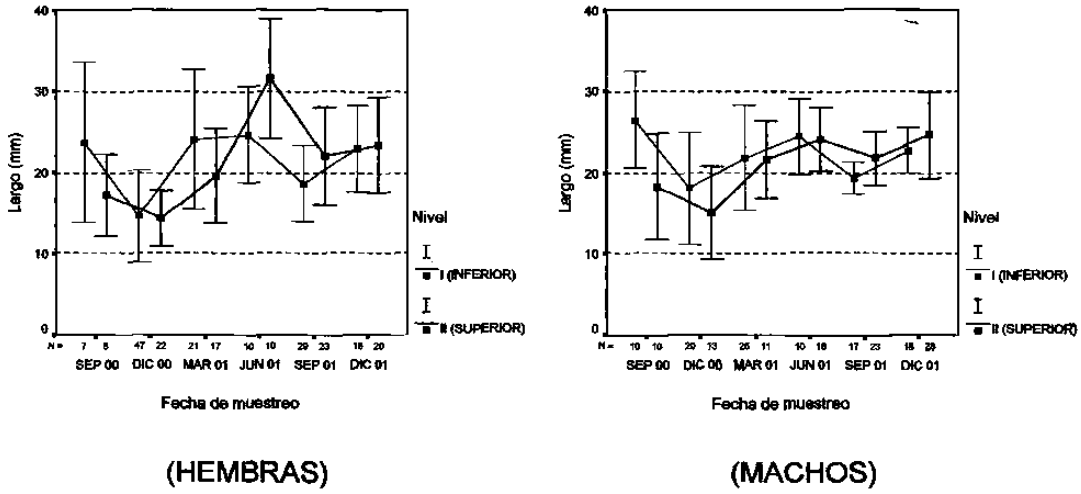 40
30
20
10
0
Largo (mm)
N = 7 47 22 21 17 10 10 29 23 18 20
SEP 00 DIC 00 MAR 01 JUN 01 SEP 01 DIC 01
Fecha de muestreo
Nivel
I (INFERIOR)
II (SUPERIOR)
(HEMBRAS)
40
30
20
10
0
Largo (mm)
N = 10 10 29 13 26 11 10 16 17 23 18 28
SEP 00 DIC 00 MAR 01 JUN 01 SEP 01 DIC 01
Fecha de muestreo
Nivel
I (INFERIOR)
II (SUPERIOR)
(MACHOS)